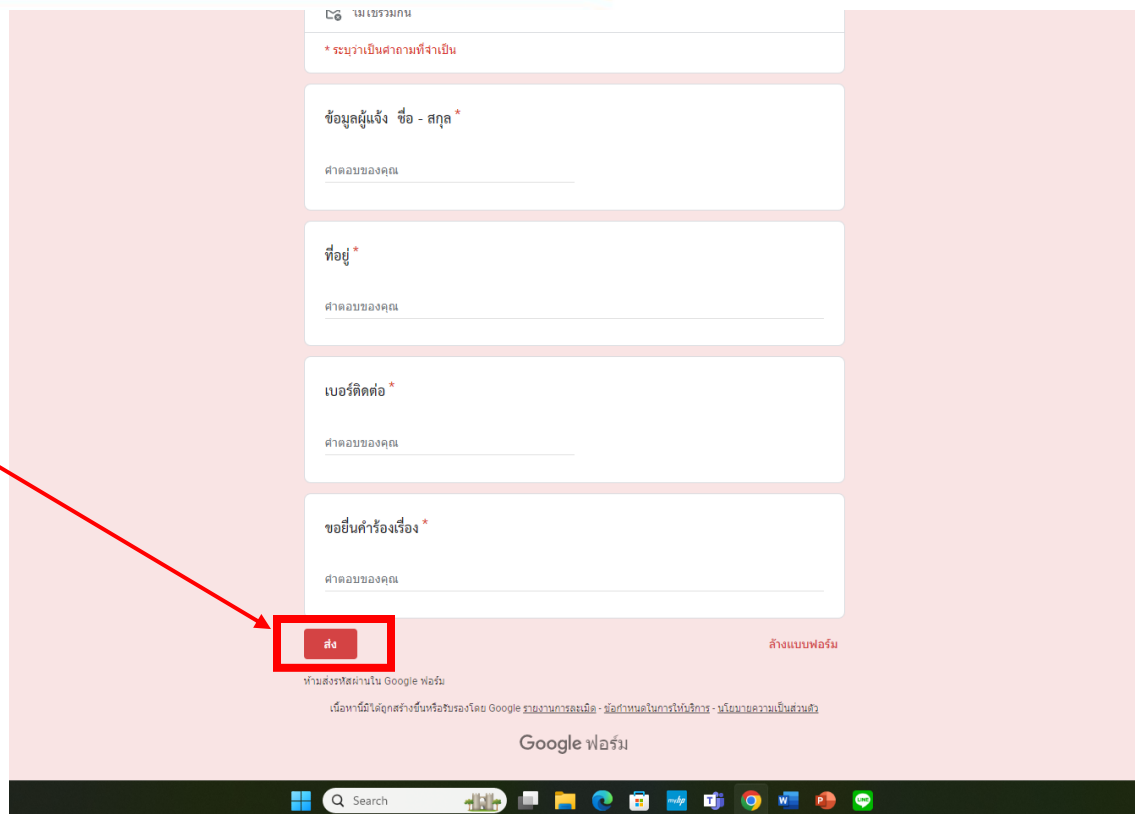 ไม่ใช้ร่วมกัน
* ระบุว่าเป็นคำถามที่จำเป็น
ข้อมูลผู้แจ้ง ชื่อ - สกุล *
คำตอบของคุณ
ที่อยู่ *
คำตอบของคุณ
เบอร์ติดต่อ *
คำตอบของคุณ
ขอยื่นคำร้องเรื่อง *
คำตอบของคุณ
ส่ง
ล้างแบบฟอร์ม
ห้ามส่งรหัสผ่านใน Google ฟอร์ม
เนื้อหานี้มิได้ถูกสร้างขึ้นหรือรับรองโดย Google รายงานการละเมิด - ข้อกำหนดในการให้บริการ - นโยบายความเป็นส่วนตัว
Google ฟอร์ม
Search
myhp
W
P
LINE